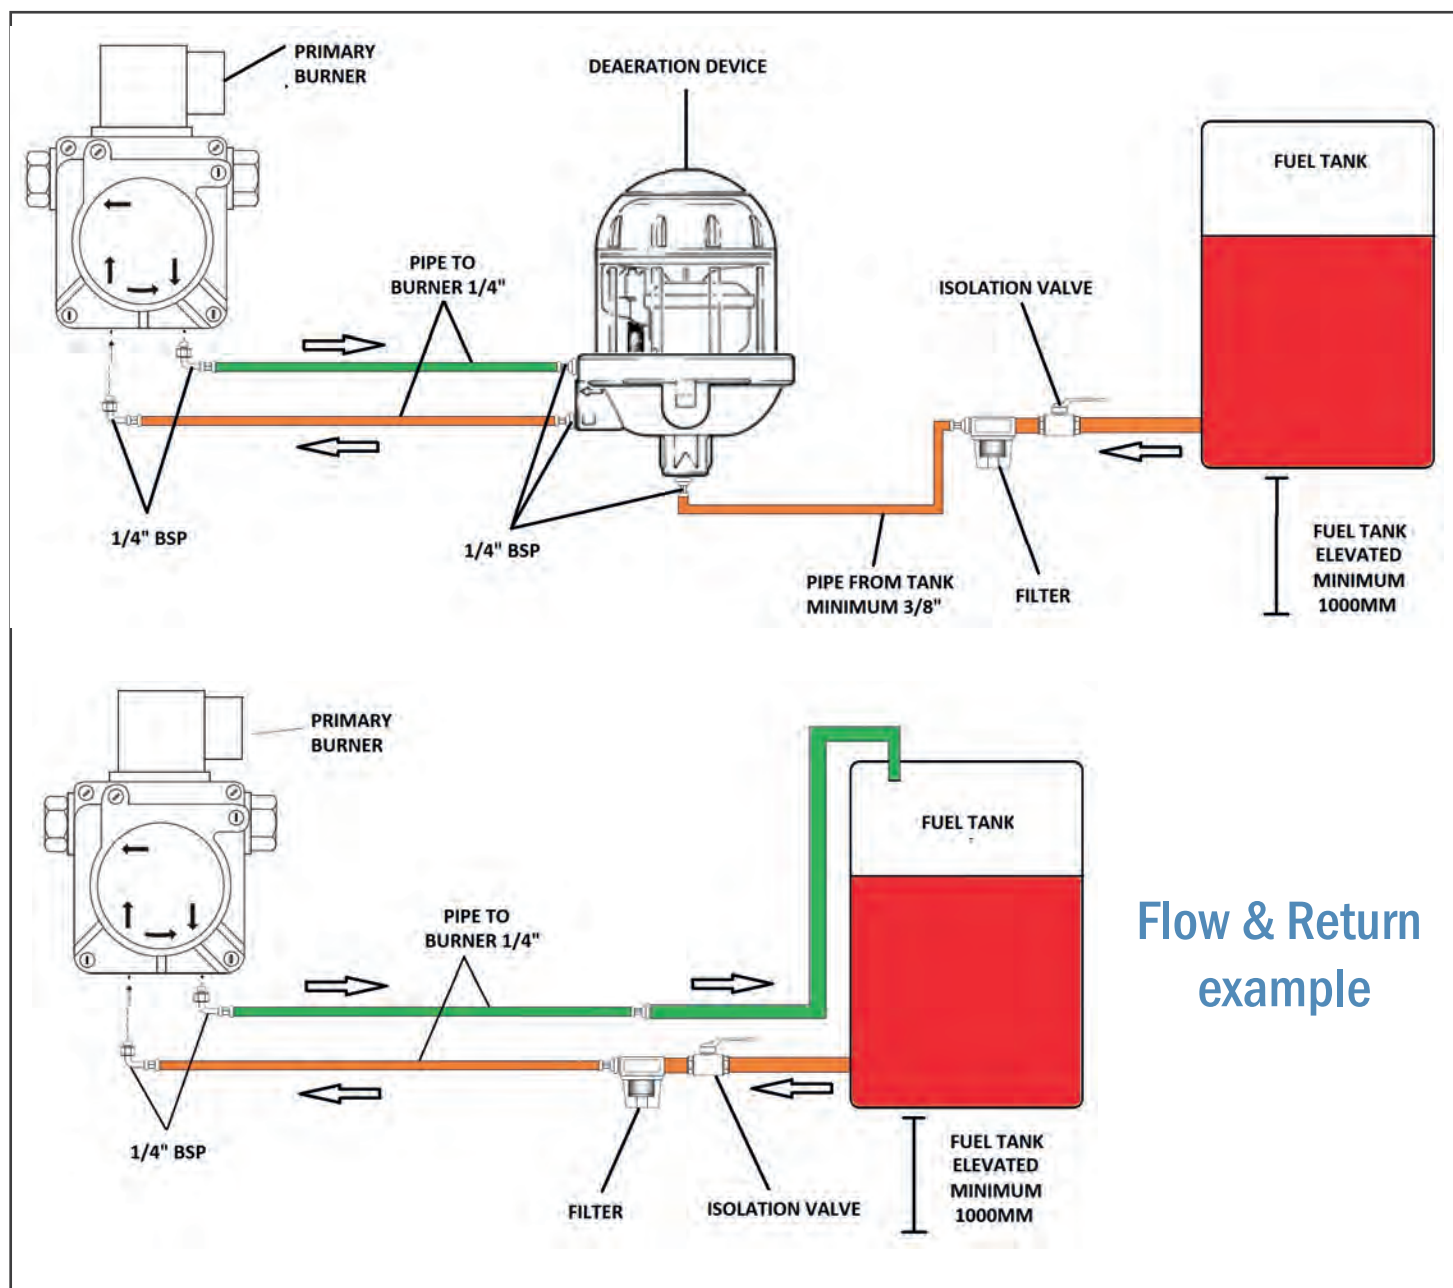 PRIMARY
BURNER
DEAERATION DEVICE
FUEL TANK
PIPE TO
BURNER 1/4"
ISOLATION VALVE
1/4" BSP
1/4" BSP
PIPE FROM TANK
MINIMUM 3/8"
FILTER
FUEL TANK
ELEVATED
MINIMUM
1000MM
PRIMARY
BURNER
FUEL TANK
PIPE TO
BURNER 1/4"
Flow & Return
example
1/4" BSP
FILTER
ISOLATION VALVE
FUEL TANK
ELEVATED
MINIMUM
1000MM